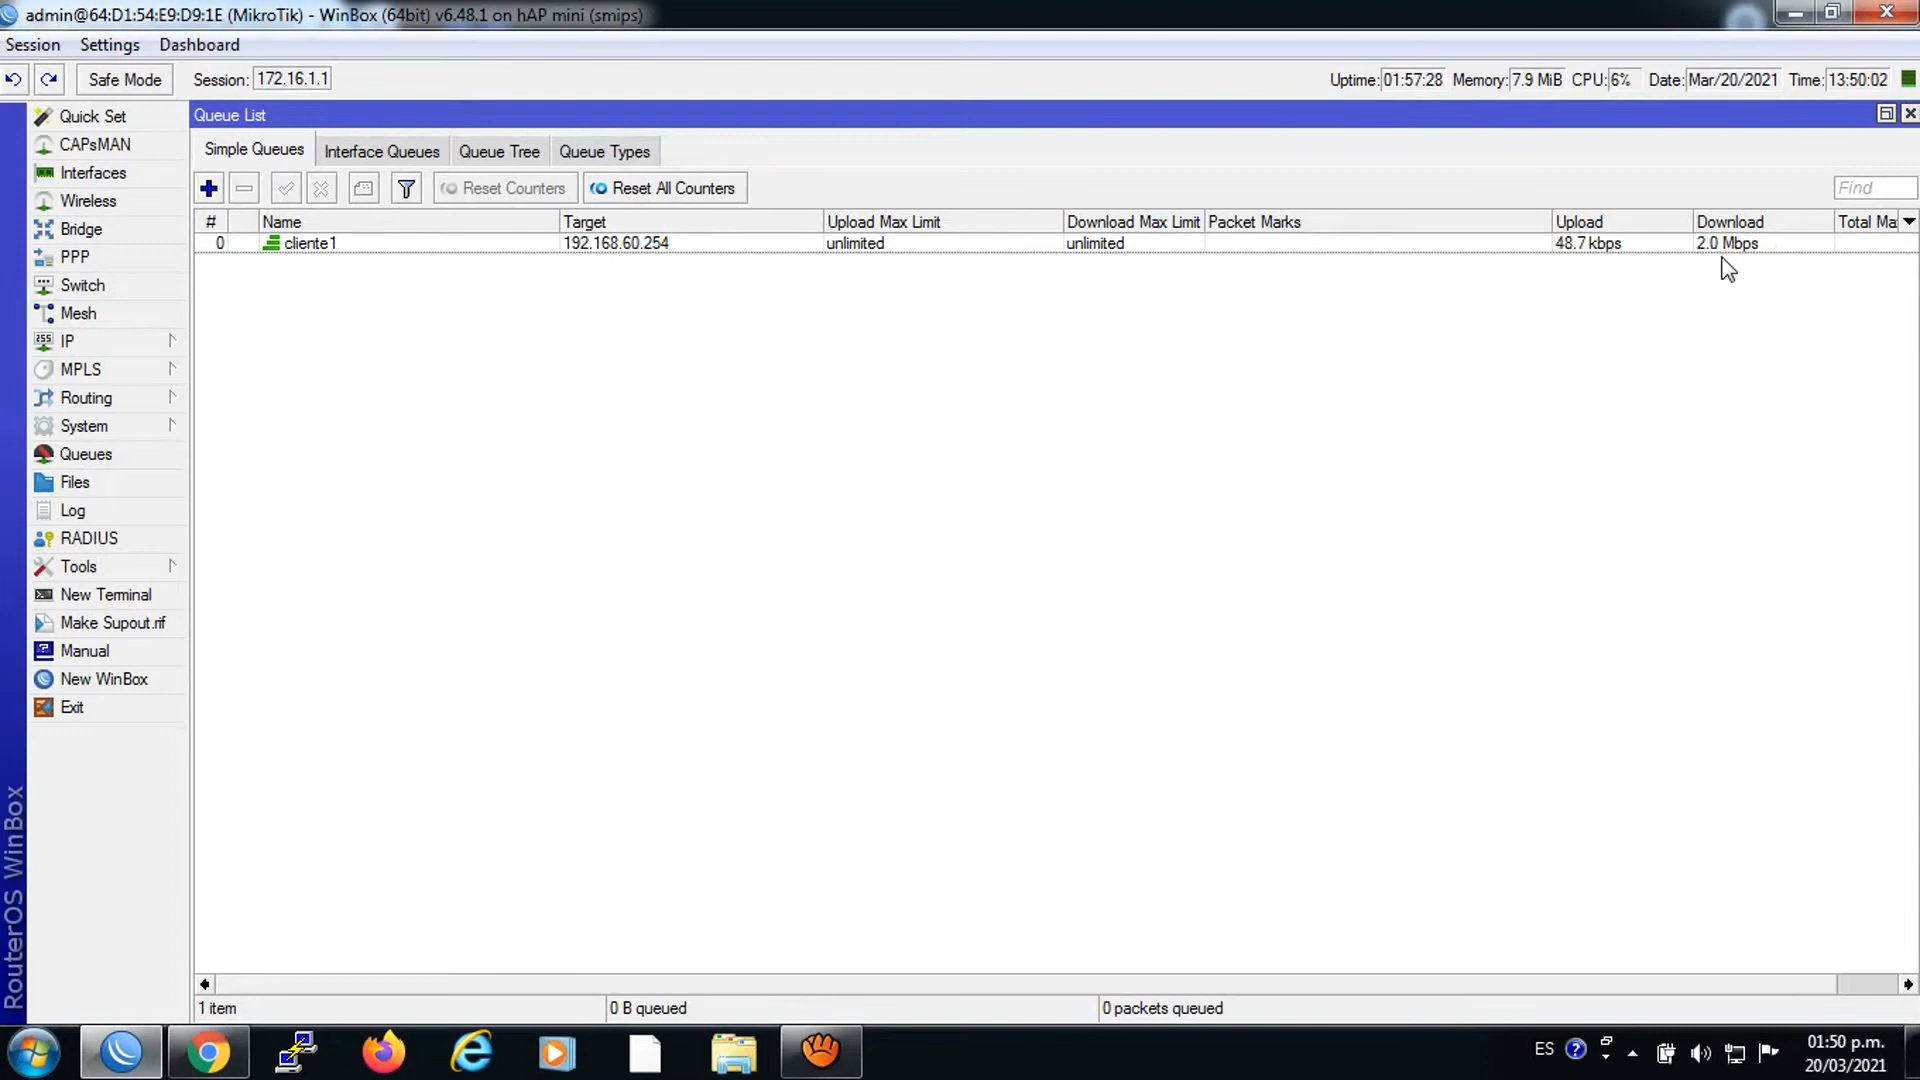 admin@64:D1:54:E9:D9:1E (MikroTik) - WinBox (64bit) v6.48.1 on hAP mini (smips)
Session Settings Dashboard
Safe Mode Session: 172.16.1.1 Uptime: 01:57:28 Memory: 7.9 MiB CPU: 6% Date: Mar/20/2021 Time: 13:50:02
Quick Set
CAPsMAN
Interfaces
Wireless
Bridge
PPP
Switch
Mesh
IP
MPLS
Routing
System
Queues
Files
Log
RADIUS
Tools
New Terminal
Make Supout.rif
Manual
New WinBox
Exit
RouterOS WinBox
Queue List
Simple Queues Interface Queues Queue Tree Queue Types
Reset Counters Reset All Counters Find
# Name Target Upload Max Limit Download Max Limit Packet Marks Upload Download Total Ma
0 cliente1 192.168.60.254 unlimited unlimited 48.7 kbps 2.0 Mbps
1 item 0 B queued 0 packets queued
ES 01:50 p.m.
20/03/2021